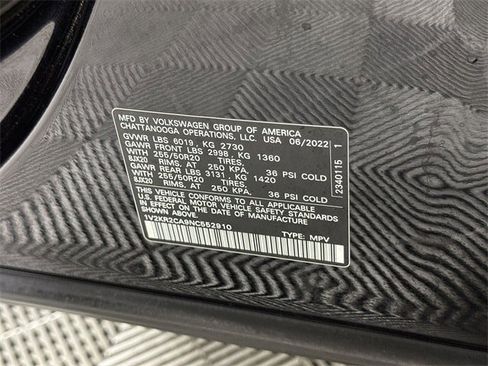 MFD BY VOLKSWAGEN GROUP OF AMERICA
CHATTANOOGA OPERATIONS, LLC. USA 06/2022
GVWR LBS 6019 , KG 2730
GAWR FRONT LBS 2998 , KG 1360
WITH 255/50R20 TIRES,
8JX20 RIMS, AT 250 KPA. 36 PSI COLD
GAWR REAR LBS 3131, KG 1420
WITH 255/50R20 TIRES,
8JX20 RIMS, AT 250 KPA. 36 PSI COLD
THIS VEHICLE CONFORMS TO ALL APPLICABLE
U.S. FEDERAL MOTOR VEHICLE SAFETY STANDARDS
IN EFFECT ON THE DATE OF MANUFACTURE
SHOWN ABOVE.
1V2KR2CA9NC552910 TYPE: MPV
2340115 1